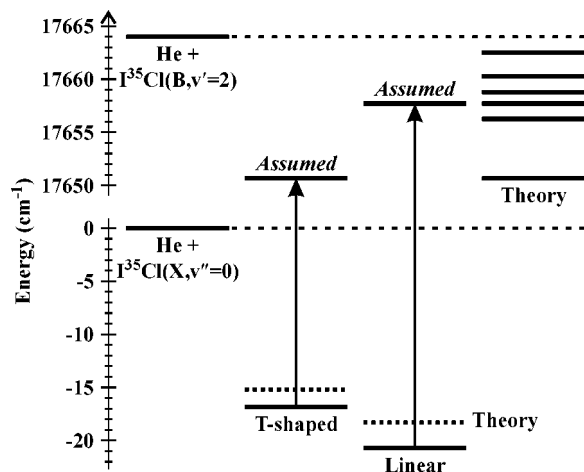 17665
He +
I³⁵Cl(B,v′=2)
17660
Assumed
17655
Assumed
17650
Theory
Energy (cm⁻¹)
0
He +
I³⁵Cl(X,v″=0)
-5
-10
-15
T-shaped
Theory
-20
Linear